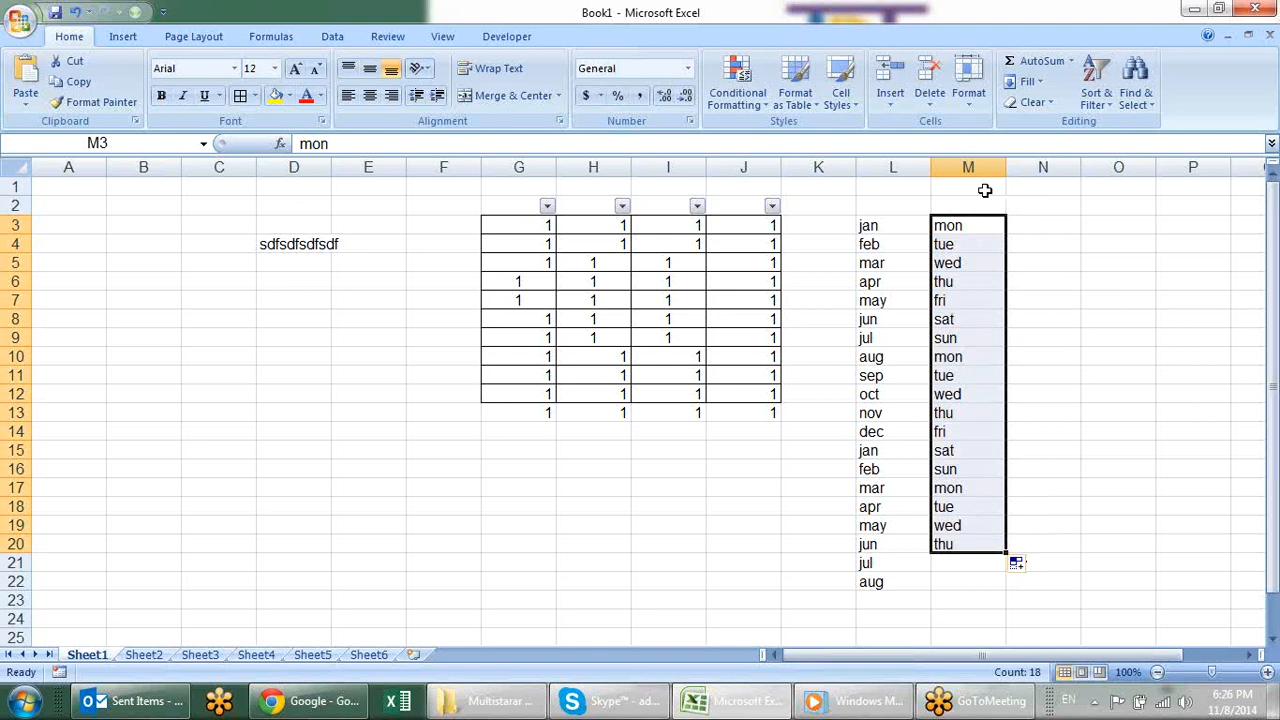 Book1 - Microsoft Excel
Home Insert Page Layout Formulas Data Review View Developer
Paste
Cut
Copy
Format Painter
Clipboard
Arial 12
B I U
Font
Wrap Text
Merge & Center
Alignment
General
$ % ,
Number
Conditional Formatting
Format as Table
Cell Styles
Styles
Insert Delete Format
Cells
AutoSum
Fill
Clear
Sort & Filter
Find & Select
Editing
M3 fx mon
A B C D E F G H I J K L M N O P
1
2
3 1 1 1 1 jan mon
4 sdfsdfsdfsdf 1 1 1 1 feb tue
5 1 1 1 1 mar wed
6 1 1 1 1 apr thu
7 1 1 1 1 may fri
8 1 1 1 1 jun sat
9 1 1 1 1 jul sun
10 1 1 1 1 aug mon
11 1 1 1 1 sep tue
12 1 1 1 1 oct wed
13 1 1 1 1 nov thu
14 dec fri
15 jan sat
16 feb sun
17 mar mon
18 apr tue
19 may wed
20 jun thu
21 jul
22 aug
23
24
25
Sheet1 Sheet2 Sheet3 Sheet4 Sheet5 Sheet6
Ready Count: 18 100%
Sent Items - ... Google - Go... Multistarar ... Skype™ - ad... Microsoft Ex... Windows M... GoToMeeting EN 6:26 PM
11/8/2014